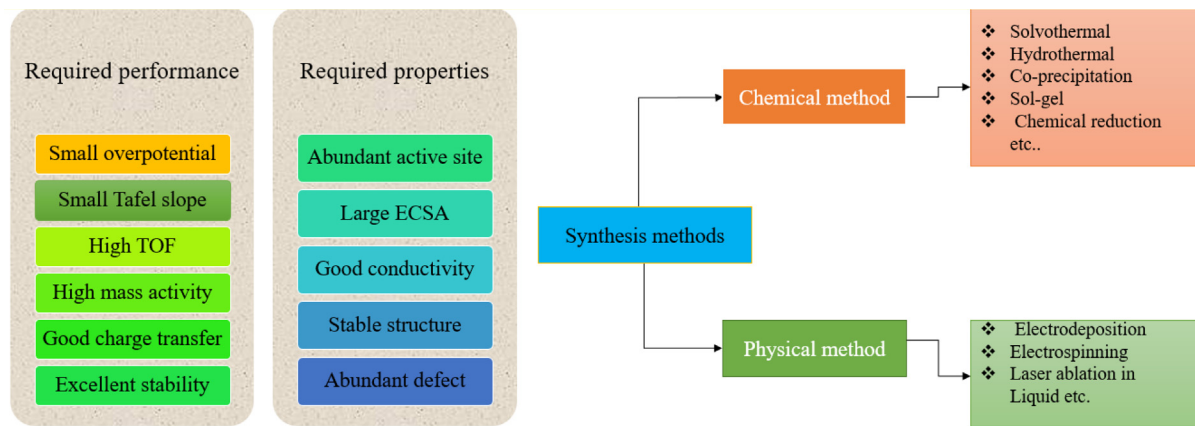 Required performance
Small overpotential
Small Tafel slope
High TOF
High mass activity
Good charge transfer
Excellent stability
Required properties
Abundant active site
Large ECSA
Good conductivity
Stable structure
Abundant defect
Synthesis methods
Chemical method
❖ Solvothermal
❖ Hydrothermal
❖ Co-precipitation
❖ Sol-gel
❖ Chemical reduction
etc..
Physical method
❖ Electrodeposition
❖ Electrospinning
❖ Laser ablation in
Liquid etc.